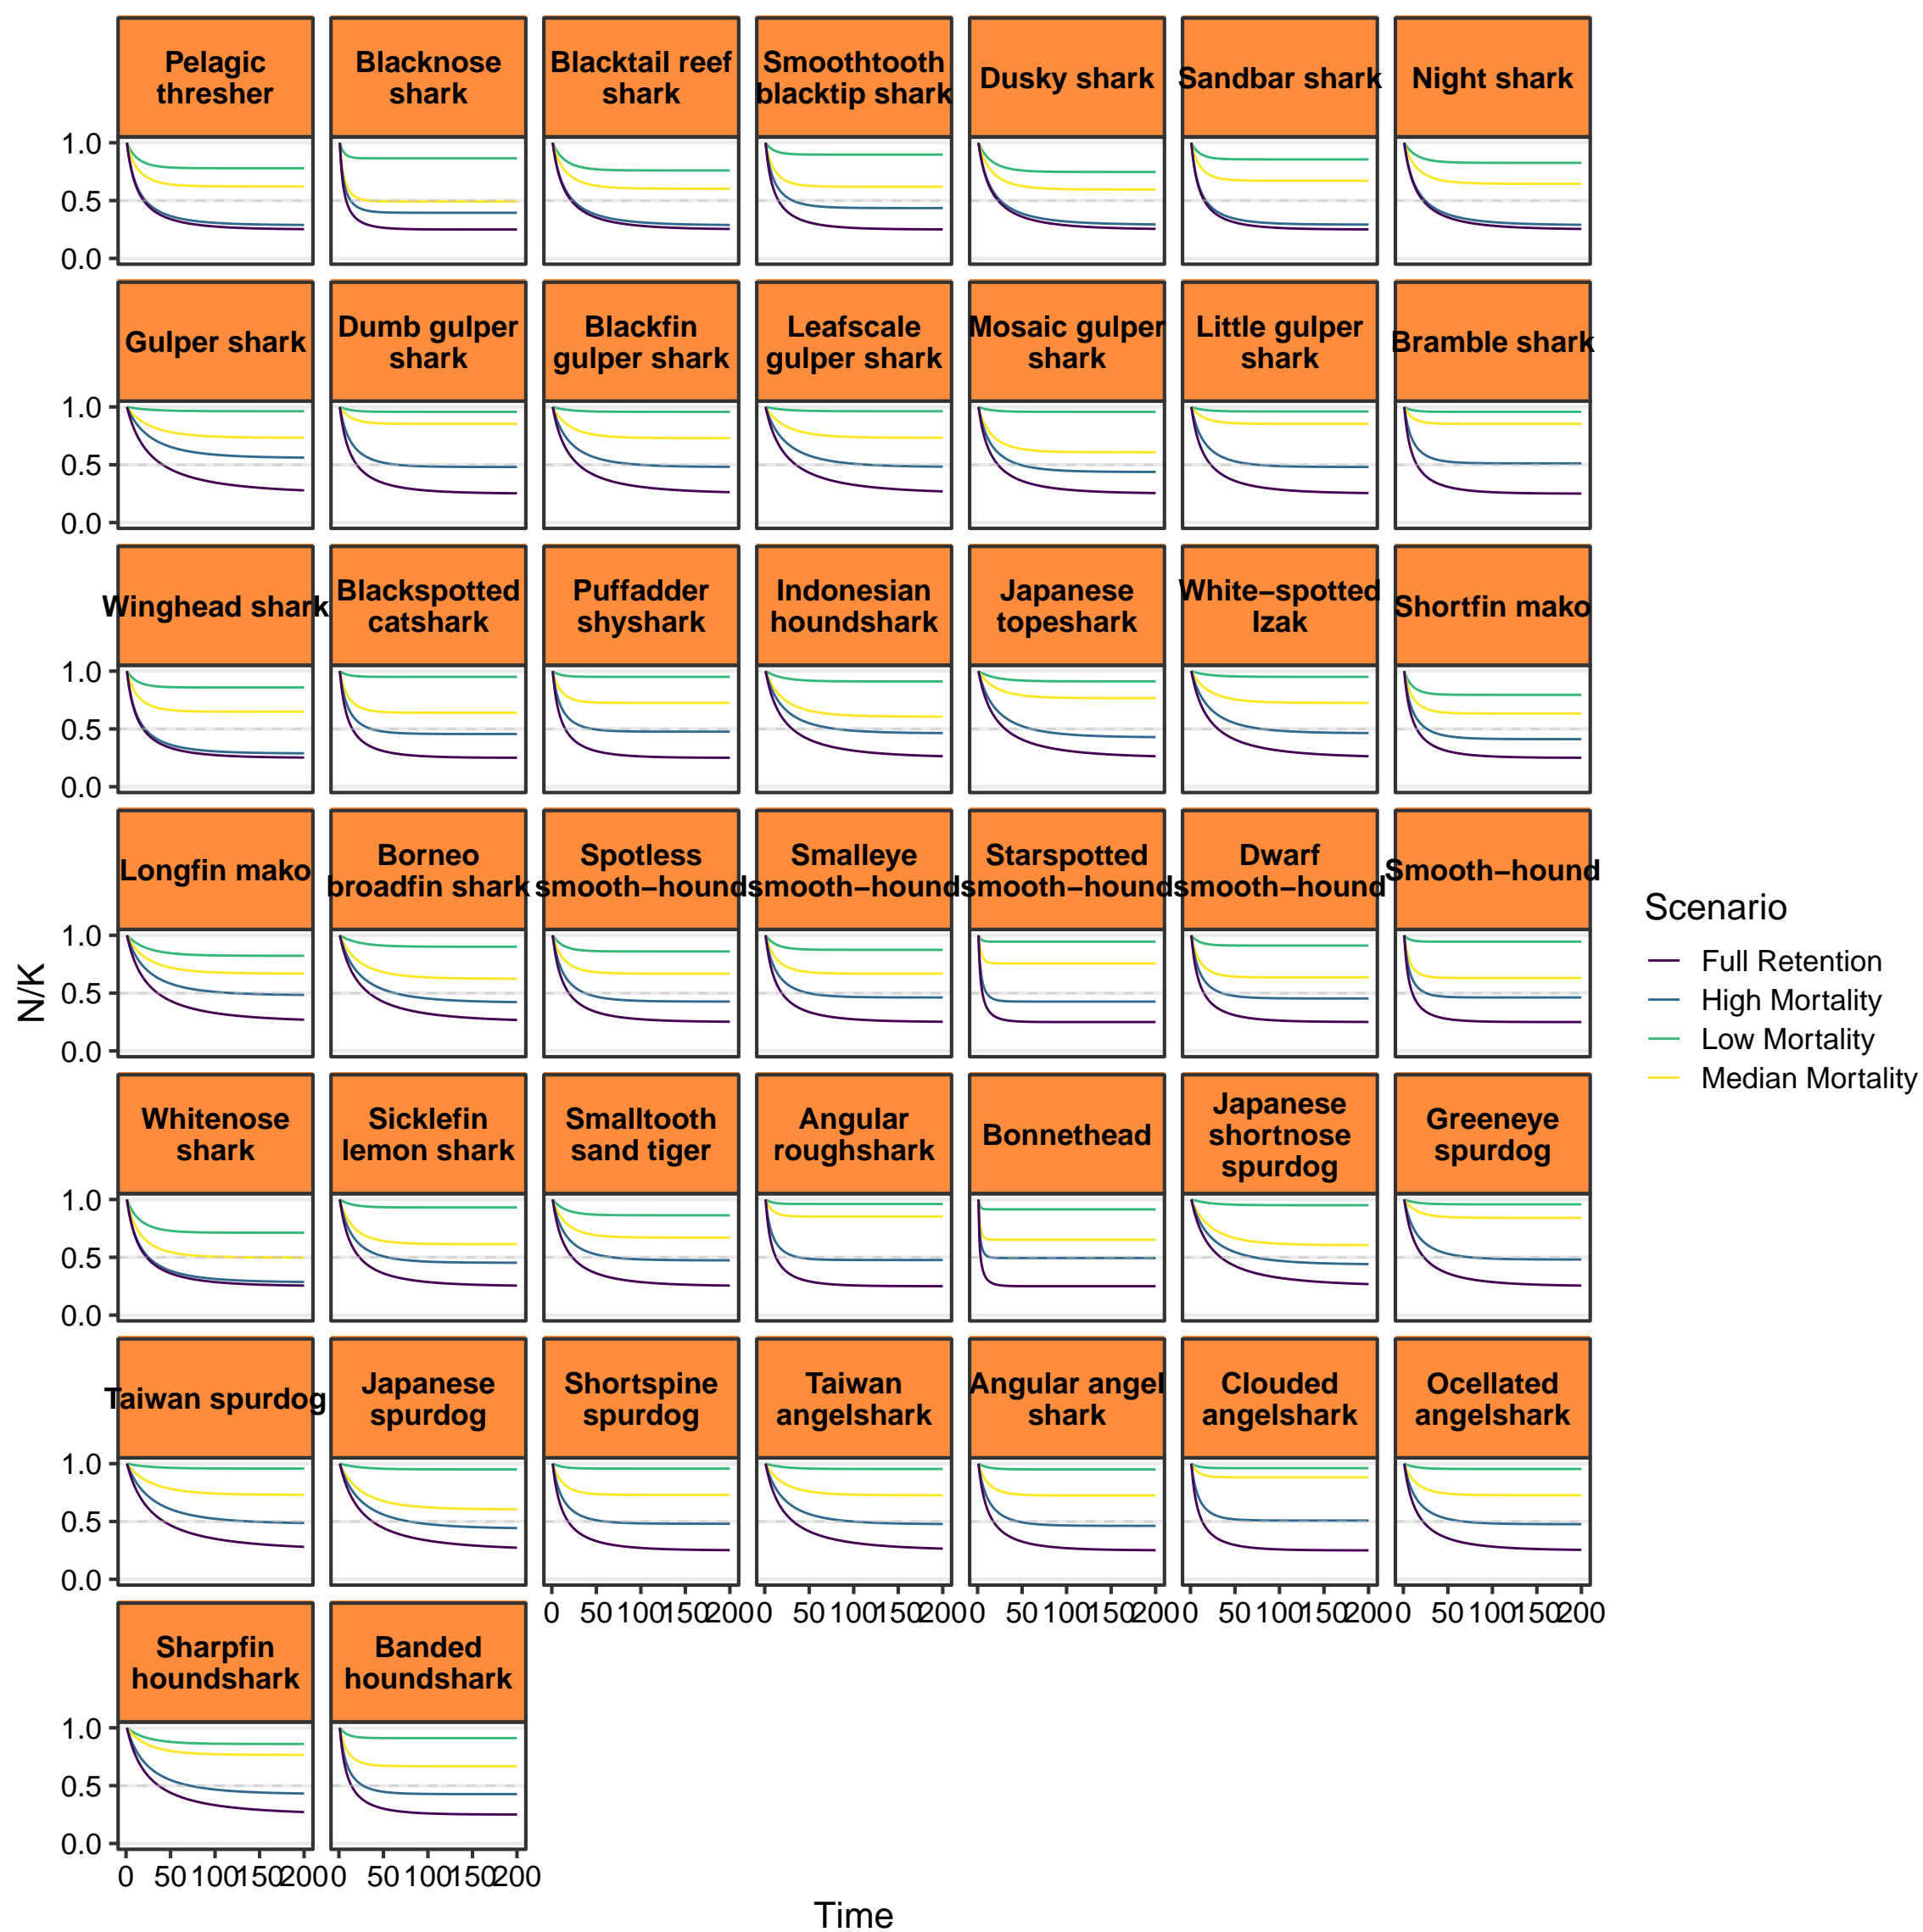 Pelagic
thresher
Blacknose
shark
Blacktail reef
shark
Smoothtooth
blacktip shark
Dusky shark
Sandbar shark
Night shark
1.0
0.5
0.0
Gulper shark
Dumb gulper
shark
Blackfin
gulper shark
Leafscale
gulper shark
Mosaic gulper
shark
Little gulper
shark
Bramble shark
1.0
0.5
0.0
Winghead shark
Blackspotted
catshark
Puffadder
shyshark
Indonesian
houndshark
Japanese
topeshark
White−spotted
Izak
Shortfin mako
1.0
0.5
0.0
Longfin mako
Borneo
broadfin shark
Spotless
smooth−hound
Smalleye
smooth−hound
Starspotted
smooth−hound
Dwarf
smooth−hound
Smooth−hound
1.0
0.5
0.0
Whitenose
shark
Sicklefin
lemon shark
Smalltooth
sand tiger
Angular
roughshark
Bonnethead
Japanese
shortnose
spurdog
Greeneye
spurdog
1.0
0.5
0.0
Taiwan spurdog
Japanese
spurdog
Shortspine
spurdog
Taiwan
angelshark
Angular angel
shark
Clouded
angelshark
Ocellated
angelshark
1.0
0.5
0.0
0 50 100 150 200
0 50 100 150 200
0 50 100 150 200
0 50 100 150 200
0 50 100 150 200
Sharpfin
houndshark
Banded
houndshark
1.0
0.5
0.0
0 50 100 150 200
0 50 100 150 200
Time
N/K
Scenario
Full Retention
High Mortality
Low Mortality
Median Mortality